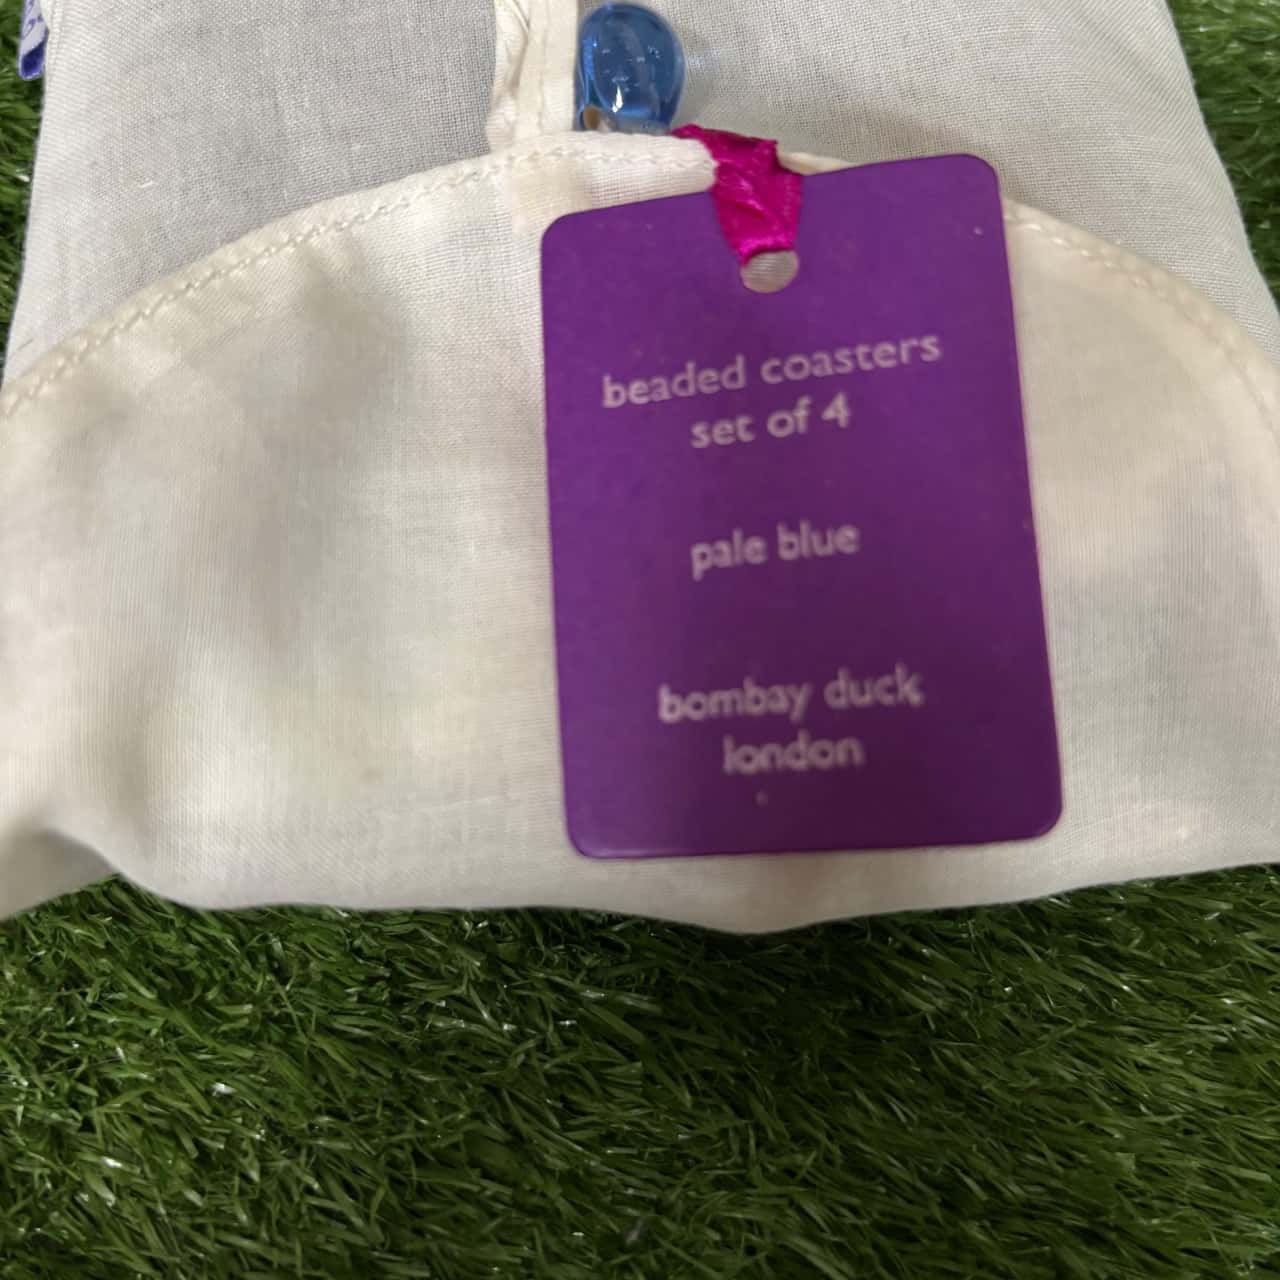 beaded coasters
set of 4
pale blue
bombay duck
london